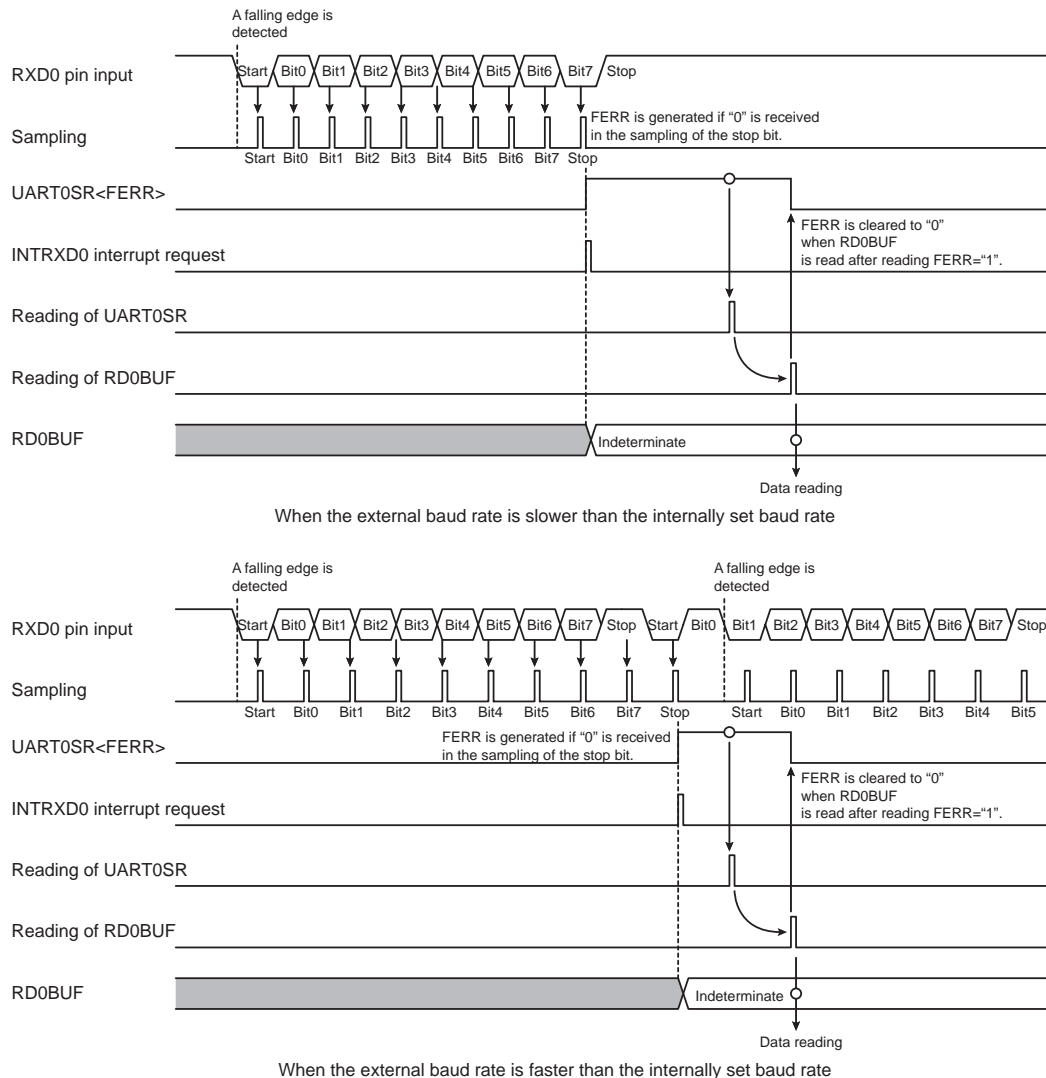 A falling edge is
detected
RXD0 pin input
Start Bit0 Bit1 Bit2 Bit3 Bit4 Bit5 Bit6 Bit7 Stop
FERR is generated if “0” is received
in the sampling of the stop bit.
Sampling
Start Bit0 Bit1 Bit2 Bit3 Bit4 Bit5 Bit6 Bit7 Stop
UART0SR<FERR>
FERR is cleared to “0”
when RD0BUF
is read after reading FERR=“1”.
INTRXD0 interrupt request
Reading of UART0SR
Reading of RD0BUF
RD0BUF
Indeterminate
Data reading
When the external baud rate is slower than the internally set baud rate
A falling edge is
detected
A falling edge is
detected
RXD0 pin input
Start Bit0 Bit1 Bit2 Bit3 Bit4 Bit5 Bit6 Bit7 Stop Start Bit0 Bit1 Bit2 Bit3 Bit4 Bit5 Bit6 Bit7 Stop
Sampling
Start Bit0 Bit1 Bit2 Bit3 Bit4 Bit5 Bit6 Bit7 Stop Start Bit0 Bit1 Bit2 Bit3 Bit4 Bit5
FERR is generated if “0” is received
in the sampling of the stop bit.
UART0SR<FERR>
FERR is cleared to “0”
when RD0BUF
is read after reading FERR=“1”.
INTRXD0 interrupt request
Reading of UART0SR
Reading of RD0BUF
RD0BUF
Indeterminate
Data reading
When the external baud rate is faster than the internally set baud rate